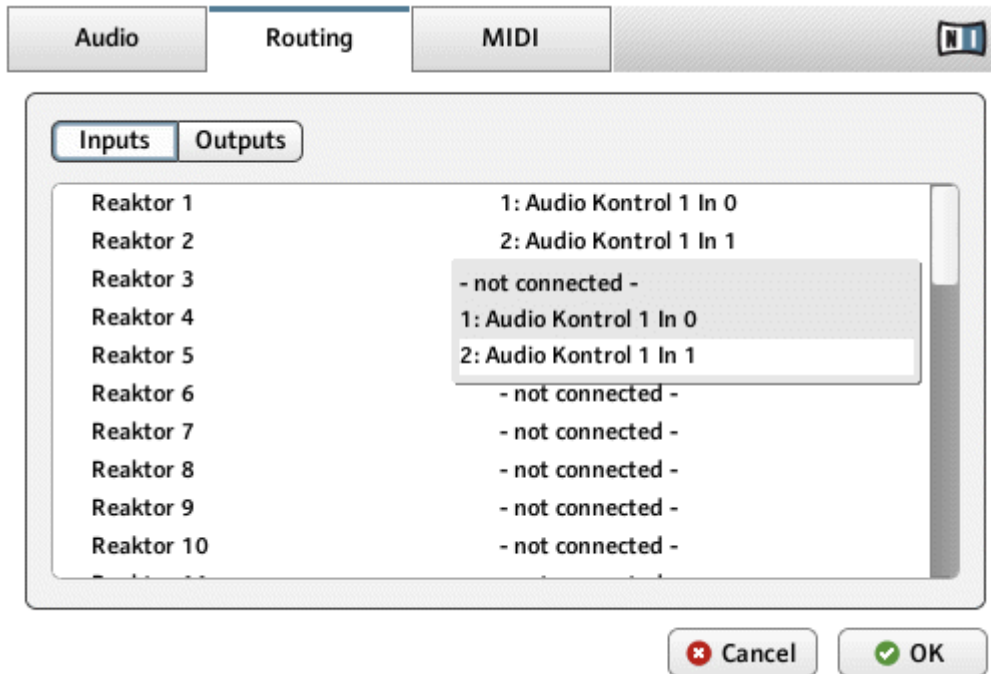 Audio Routing MIDI NI
Inputs Outputs
Reaktor 1 1: Audio Kontrol 1 In 0
Reaktor 2 2: Audio Kontrol 1 In 1
Reaktor 3 - not connected -
Reaktor 4 1: Audio Kontrol 1 In 0
Reaktor 5 2: Audio Kontrol 1 In 1
Reaktor 6 - not connected -
Reaktor 7 - not connected -
Reaktor 8 - not connected -
Reaktor 9 - not connected -
Reaktor 10 - not connected -
Cancel OK